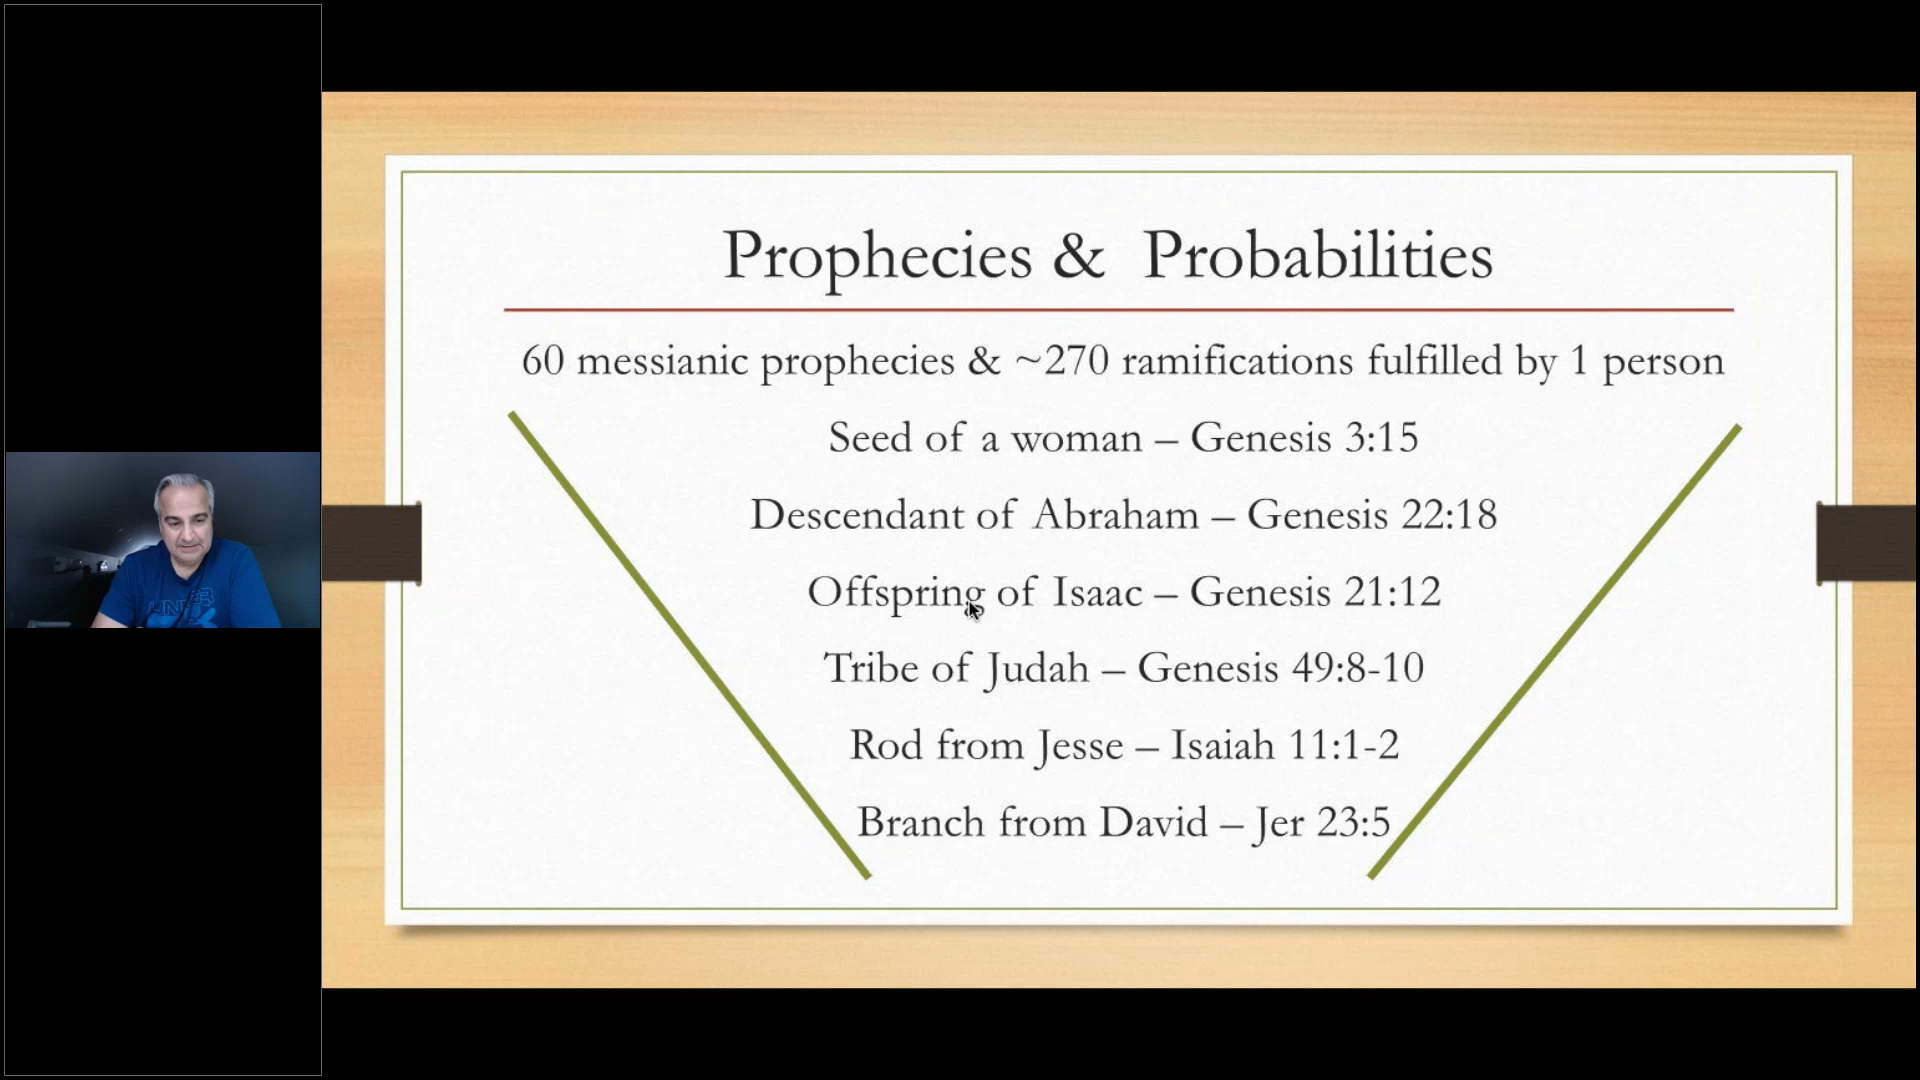 Prophecies & Probabilities
60 messianic prophecies & ~270 ramifications fulfilled by 1 person
Seed of a woman – Genesis 3:15
Descendant of Abraham – Genesis 22:18
Offspring of Isaac – Genesis 21:12
Tribe of Judah – Genesis 49:8-10
Rod from Jesse – Isaiah 11:1-2
Branch from David – Jer 23:5